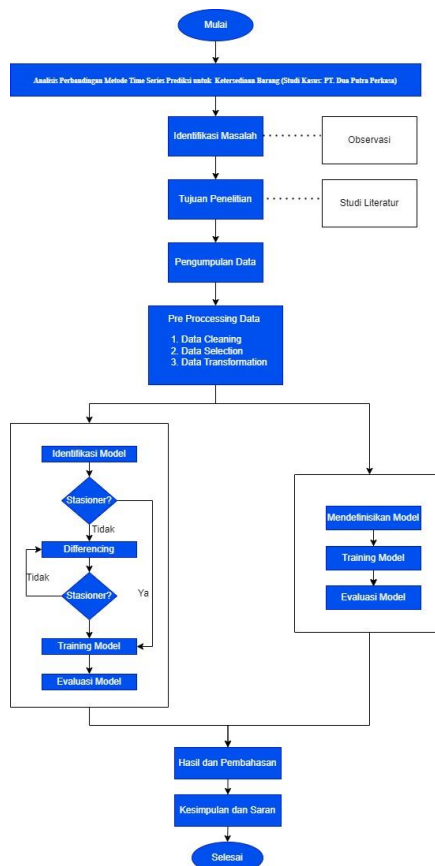 Mulai
Analisis Perbandingan Metode Time Series Prediksi untuk Ketersediaan Barang (Studi Kasus: PT. Dua Putra Perkasa)
Identifikasi Masalah
Observasi
Tujuan Penelitian
Studi Literatur
Pengumpulan Data
Pre Proccessing Data
1. Data Cleaning
2. Data Selection
3. Data Transformation
Identifikasi Model
Stasioner?
Tidak
Differencing
Tidak
Stasioner?
Ya
Training Model
Evaluasi Model
Mendefinisikan Model
Training Model
Evaluasi Model
Hasil dan Pembahasan
Kesimpulan dan Saran
Selesai